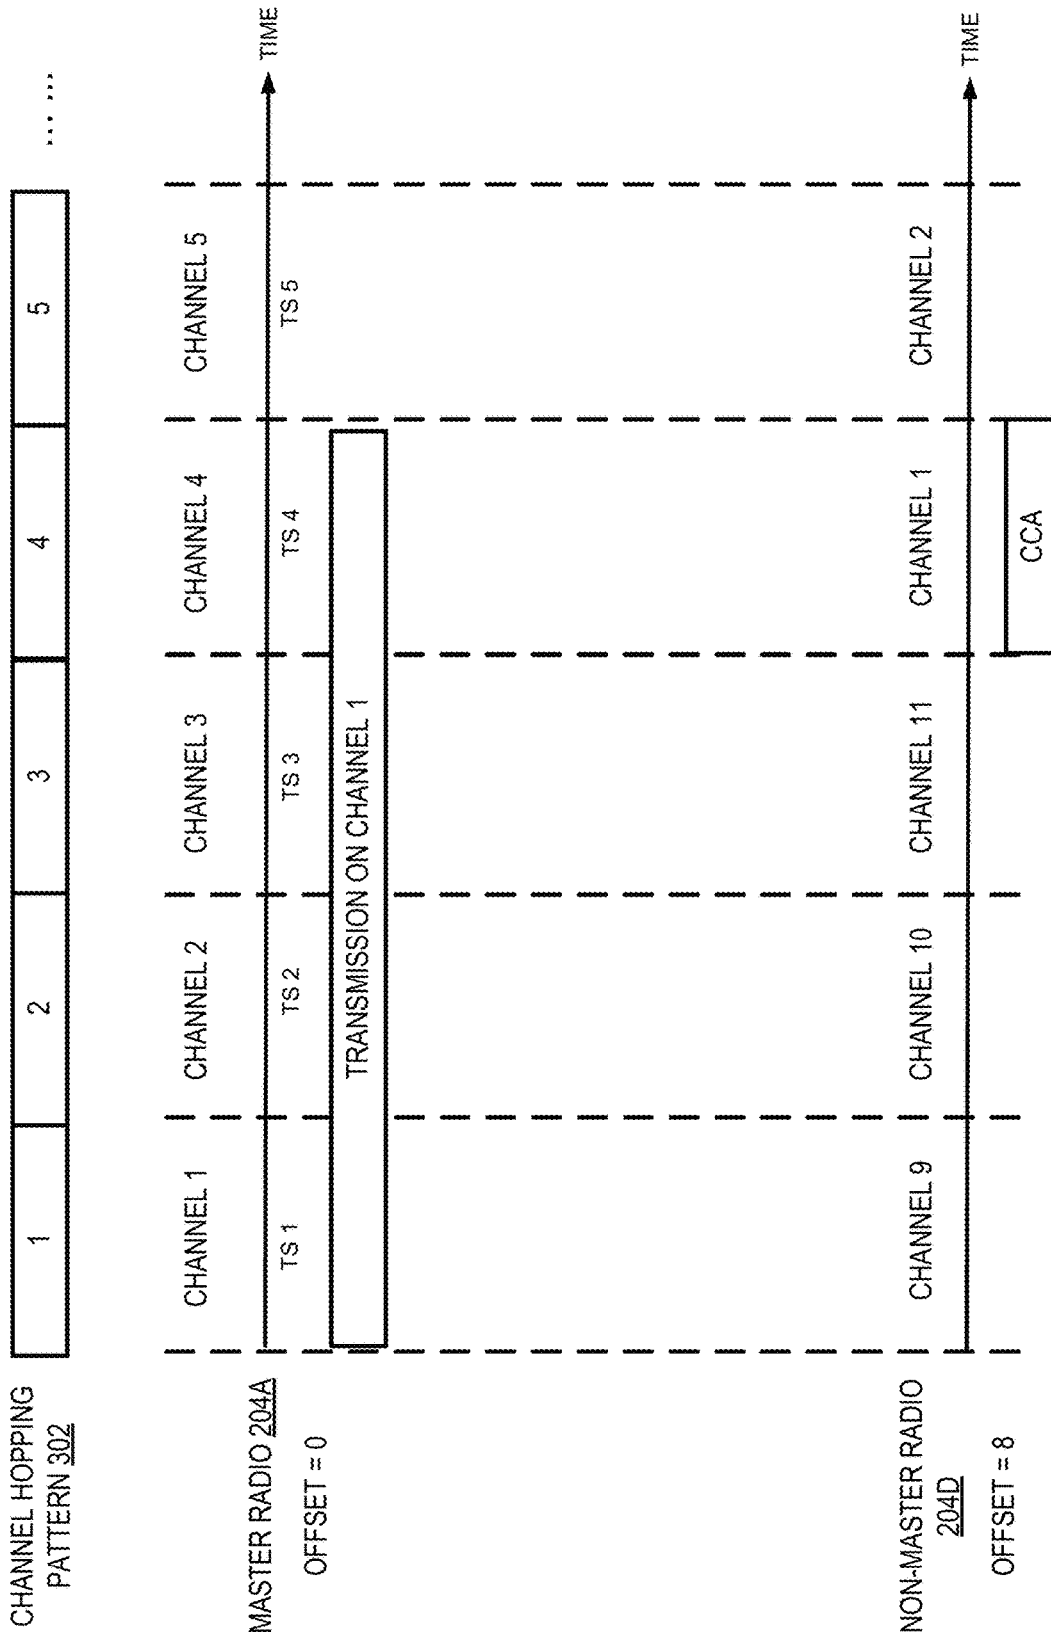 CHANNEL HOPPING
PATTERN 302
1 2 3 4 5 ... ...
CHANNEL 1 CHANNEL 2 CHANNEL 3 CHANNEL 4 CHANNEL 5
MASTER RADIO 204A
TIME
TS 1 TS 2 TS 3 TS 4 TS 5
OFFSET = 0
TRANSMISSION ON CHANNEL 1
CHANNEL 9 CHANNEL 10 CHANNEL 11 CHANNEL 1 CHANNEL 2
NON-MASTER RADIO
204D
TIME
OFFSET = 8
CCA